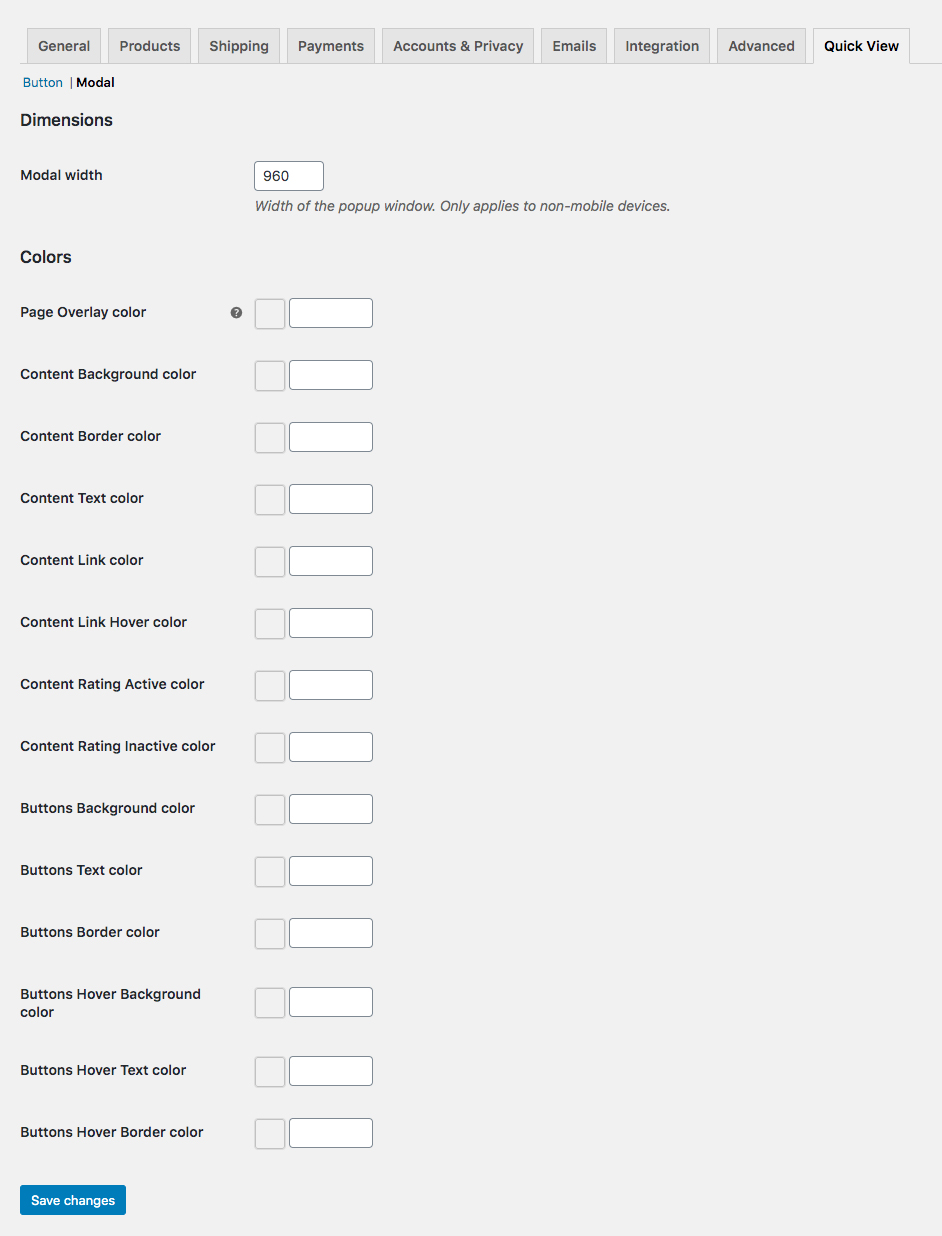 General Products Shipping Payments Accounts & Privacy Emails Integration Advanced Quick View
Button | Modal
Dimensions
Modal width 960
Width of the popup window. Only applies to non-mobile devices.
Colors
Page Overlay color ?
Content Background color
Content Border color
Content Text color
Content Link color
Content Link Hover color
Content Rating Active color
Content Rating Inactive color
Buttons Background color
Buttons Text color
Buttons Border color
Buttons Hover Background
color
Buttons Hover Text color
Buttons Hover Border color
Save changes